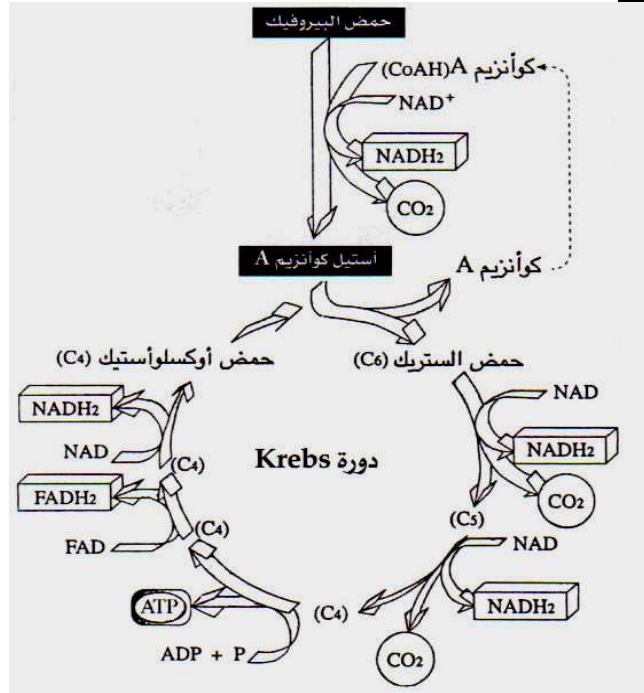 حمض البيروفيك
كوأنزيم A(CoAH)
NAD⁺
NADH₂
CO₂
أستيل كوأنزيم A
كوأنزيم A
حمض أوكسلوأستيك (C₄)
حمض الستريك (C₆)
NAD
NADH₂
CO₂
(C₅)
NAD
NADH₂
CO₂
(C₄)
ATP
ADP + P
(C₄)
FADH₂
FAD
(C₄)
NADH₂
NAD
دورة Krebs